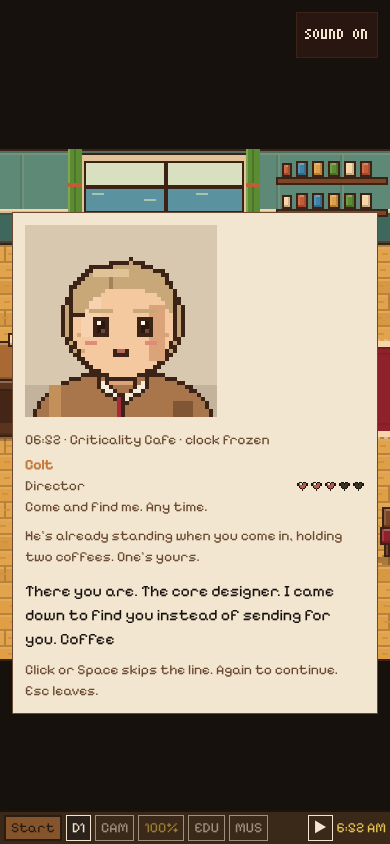 SOUND ON
06:52 · Criticality Cafe · clock frozen
Colt
Director
Come and find me. Any time.
He's already standing when you come in, holding
two coffees. One's yours.
There you are. The core designer. I came
down to find you instead of sending for
you. Coffee
Click or Space skips the line. Again to continue.
Esc leaves.
Start D1 CAM 100% EDU MUS 6:52 AM